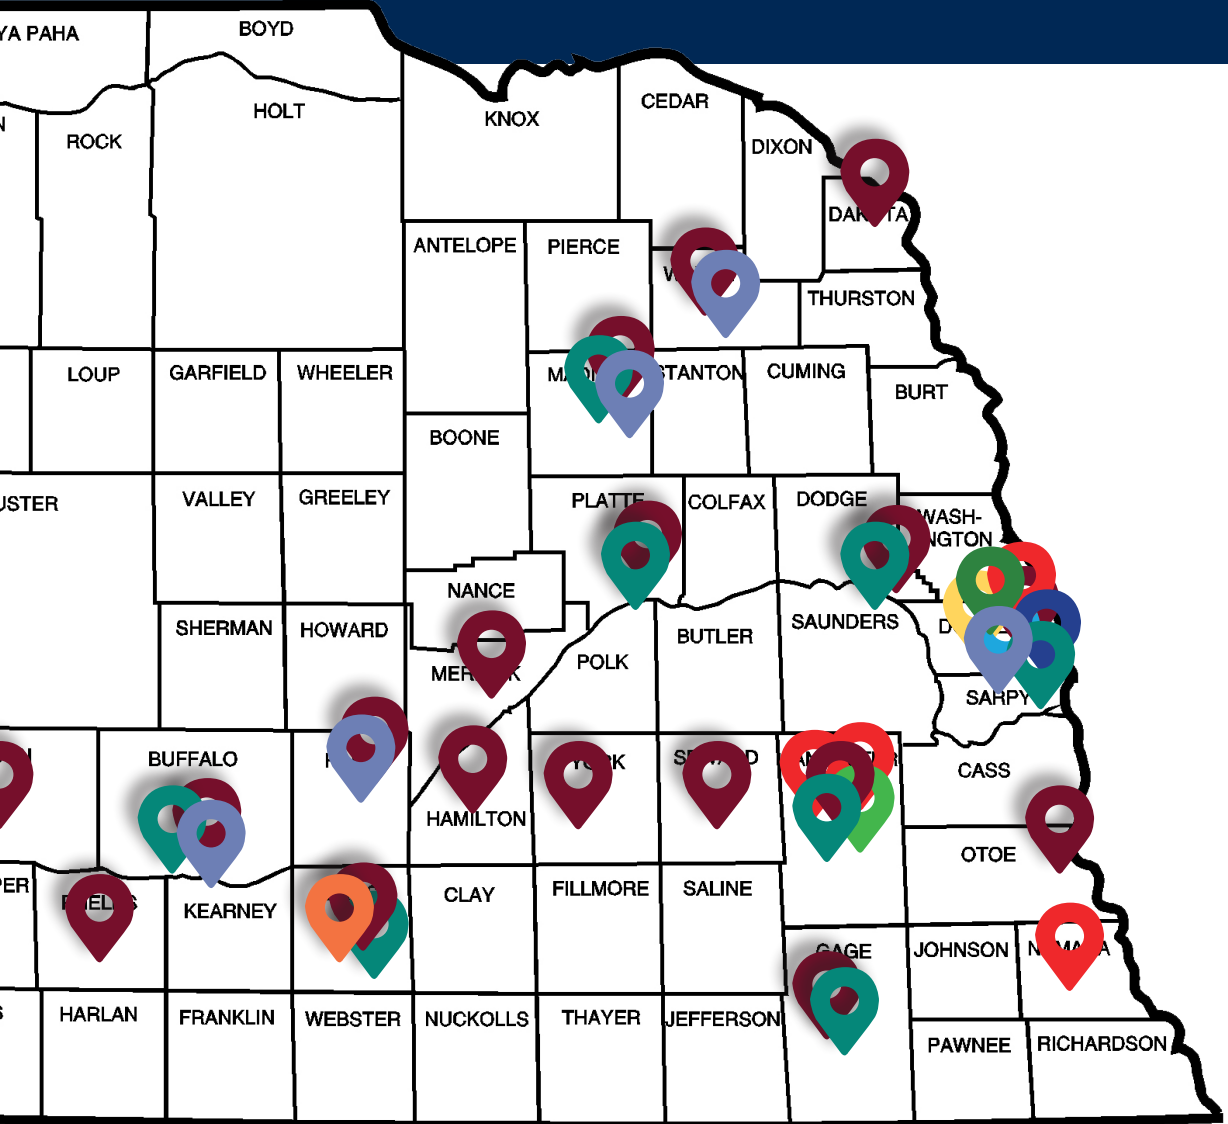 YA PAHA
BOYD
HOLT
ROCK
KNOX
CEDAR
DIXON
ANTELOPE
PIERCE
THURSTON
LOUP
GARFIELD
WHEELER
STANTON
CUMING
BURT
BOONE
USTER
VALLEY
GREELEY
PLATTE
COLFAX
DODGE
WASH-
NGTON
NANCE
SHERMAN
HOWARD
POLK
BUTLER
SAUNDERS
SARPY
BUFFALO
CASS
HAMILTON
OTOE
PER
KEARNEY
CLAY
FILLMORE
SALINE
GAGE
JOHNSON
S
HARLAN
FRANKLIN
WEBSTER
NUCKOLLS
THAYER
JEFFERSON
PAWNEE
RICHARDSON